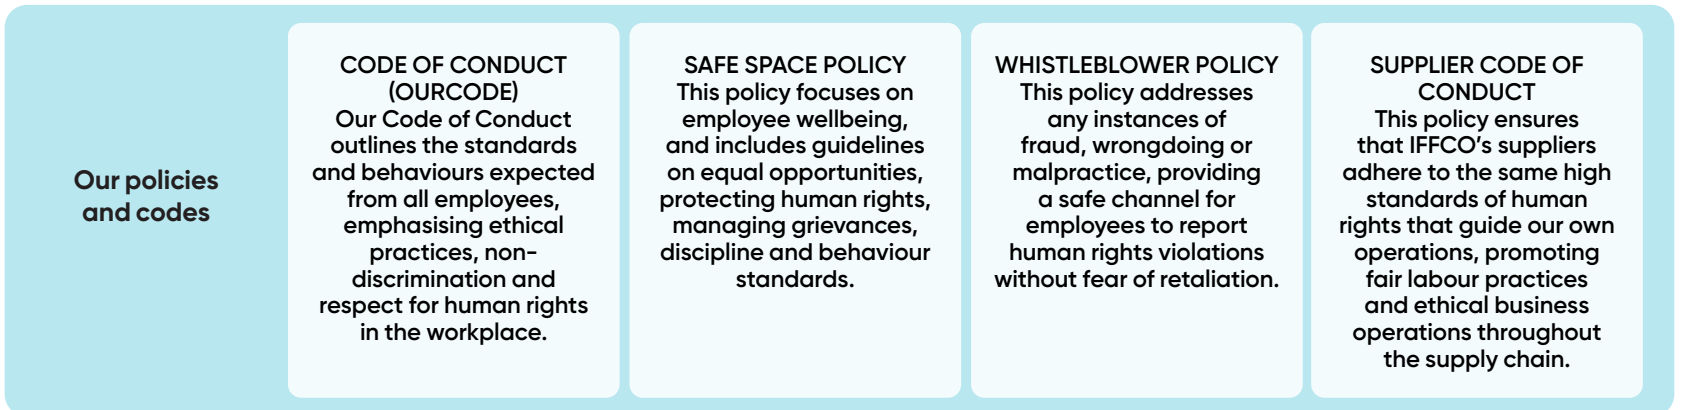 Our policies
and codes
CODE OF CONDUCT
(OURCODE)
Our Code of Conduct
outlines the standards
and behaviours expected
from all employees,
emphasising ethical
practices, non-
discrimination and
respect for human rights
in the workplace.
SAFE SPACE POLICY
This policy focuses on
employee wellbeing,
and includes guidelines
on equal opportunities,
protecting human rights,
managing grievances,
discipline and behaviour
standards.
WHISTLEBLOWER POLICY
This policy addresses
any instances of
fraud, wrongdoing or
malpractice, providing
a safe channel for
employees to report
human rights violations
without fear of retaliation.
SUPPLIER CODE OF
CONDUCT
This policy ensures
that IFFCO’s suppliers
adhere to the same high
standards of human
rights that guide our own
operations, promoting
fair labour practices
and ethical business
operations throughout
the supply chain.